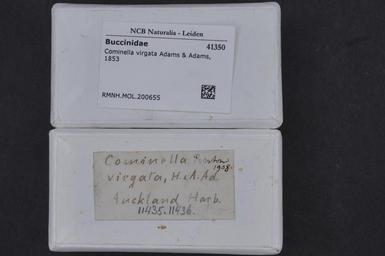 NCB Naturalis - Leiden
Buccinidae 41350
Cominella virgata Adams & Adams,
1853
RMNH.MOL.200655
Cominella
1908
virgata, H. & A. Ad
Auckland Harb.
11435.11436.